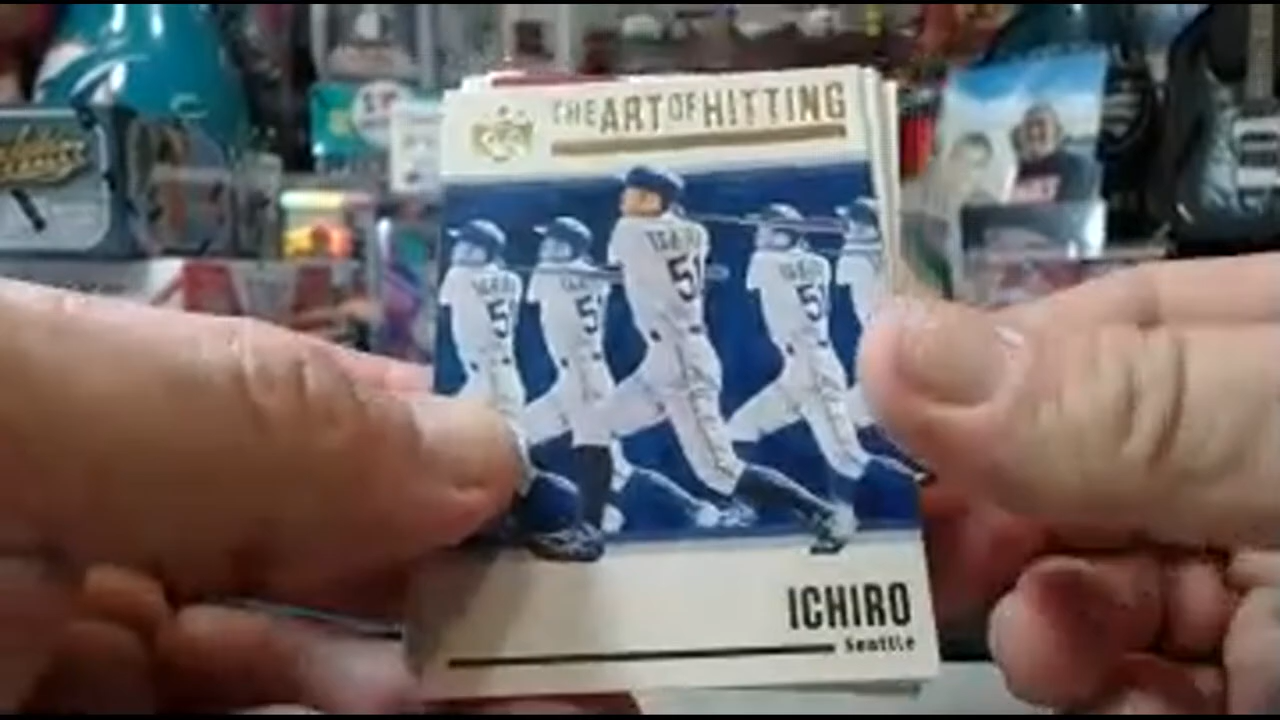 THE ART OF HITTING
ICHIRO
51
51
51
51
ICHIRO
Seattle